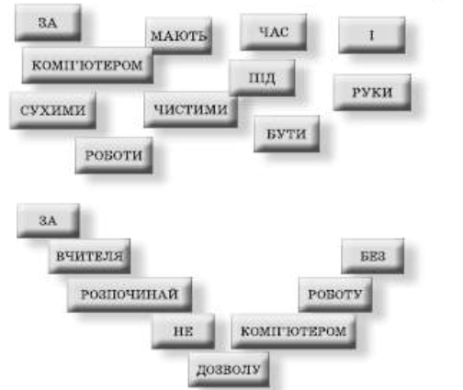 ЗА
МАЮТЬ
ЧАС
І
КОМП'ЮТЕРОМ
ПІД
СУХИМИ
ЧИСТИМИ
РУКИ
РОБОТИ
БУТИ
ЗА
ВЧИТЕЛЯ
БЕЗ
РОЗПОЧИНАЙ
РОБОТУ
НЕ
КОМП'ЮТЕРОМ
ДОЗВОЛУ